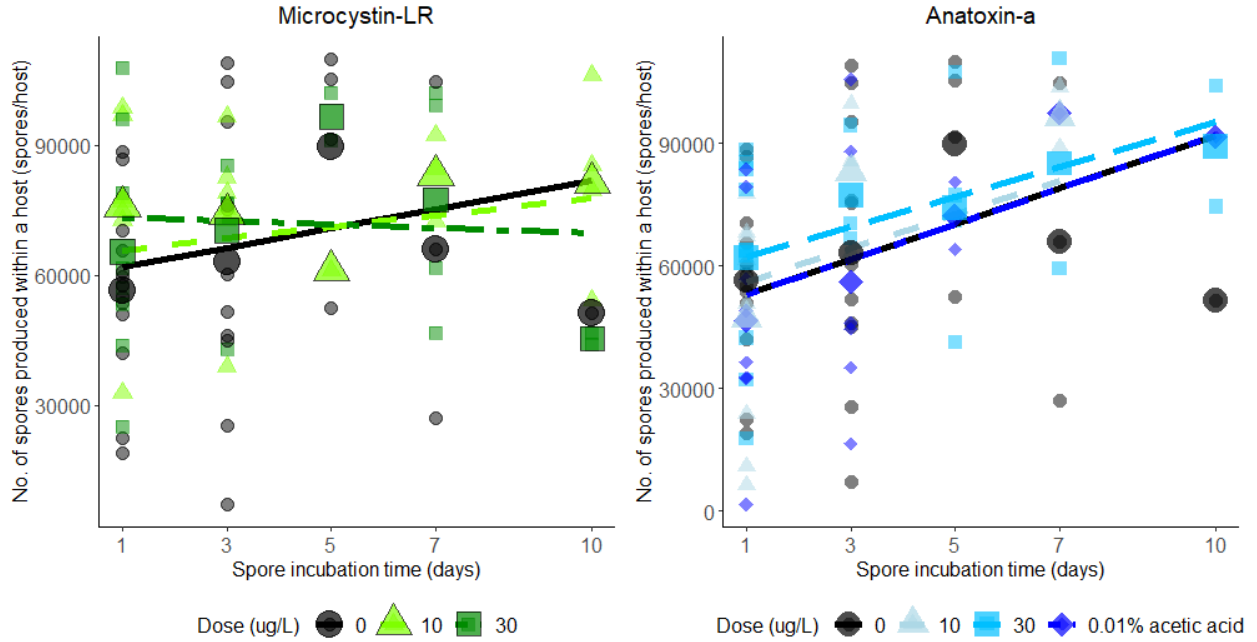 Microcystin-LR
No. of spores produced within a host (spores/host)
90000
60000
30000
1 3 5 7 10
Spore incubation time (days)
Dose (ug/L) 0 10 30
Anatoxin-a
No. of spores produced within a host (spores/host)
90000
60000
30000
0
1 3 5 7 10
Spore incubation time (days)
Dose (ug/L) 0 10 30 0.01% acetic acid